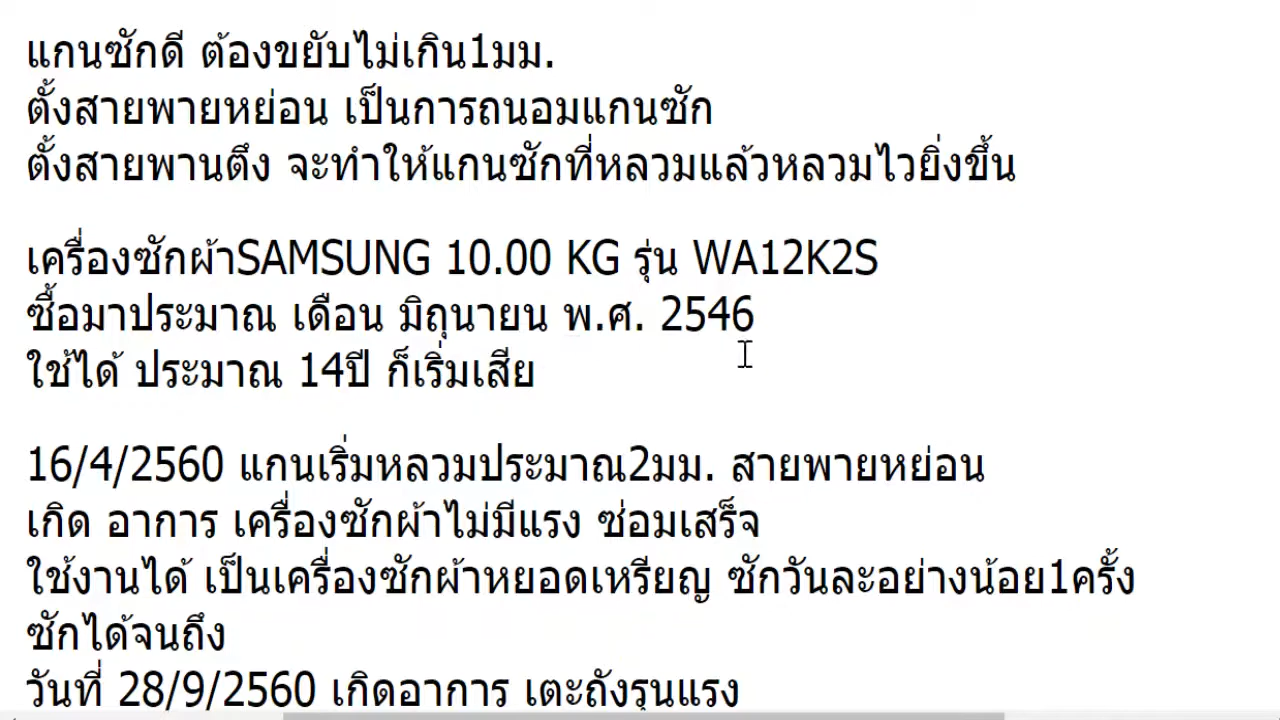 แกนซักดี ต้องขยับไม่เกิน1มม.
ตั้งสายพายหย่อน เป็นการถนอมแกนซัก
ตั้งสายพานตึง จะทำให้แกนซักที่หลวมแล้วหลวมไวยิ่งขึ้น
เครื่องซักผ้าSAMSUNG 10.00 KG รุ่น WA12K2S
ซื้อมาประมาณ เดือน มิถุนายน พ.ศ. 2546
ใช้ได้ ประมาณ 14ปี ก็เริ่มเสีย
16/4/2560 แกนเริ่มหลวมประมาณ2มม. สายพายหย่อน
เกิด อาการ เครื่องซักผ้าไม่มีแรง ซ่อมเสร็จ
ใช้งานได้ เป็นเครื่องซักผ้าหยอดเหรียญ ซักวันละอย่างน้อย1ครั้ง
ซักได้จนถึง
วันที่ 28/9/2560 เกิดอาการ เตะถังรุนแรง